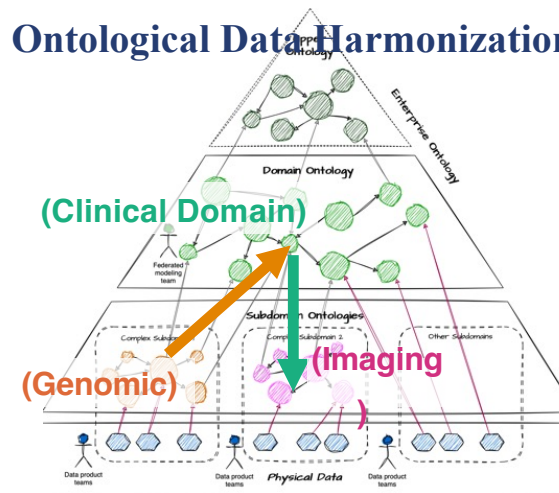 Ontological Data Harmonization
Ontology
Enterprise Ontology
Domain Ontology
(Clinical Domain)
Federated
modeling
team
Subdomain Ontologies
Complex
2
Other Subdomains
(Genomic)
(Imaging
)
Data product
teams
Data product
teams
Data product
teams
Physical Data